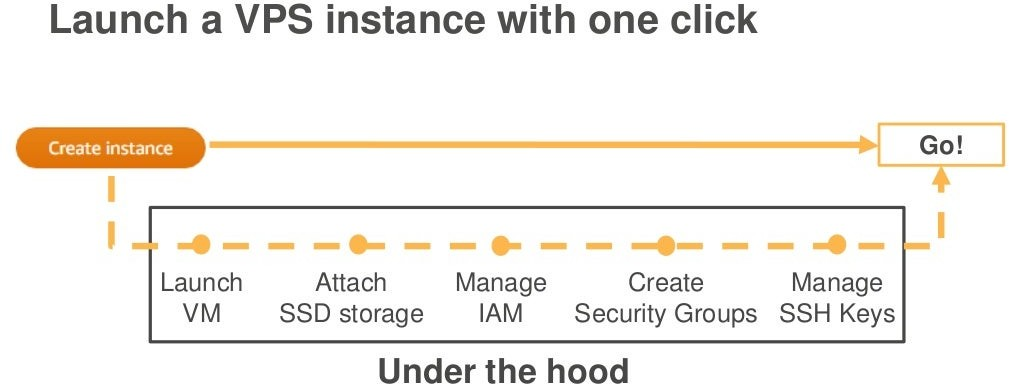 Launch a VPS instance with one click
Create instance
Go!
Launch
VM
Attach
SSD storage
Manage
IAM
Create
Security Groups
Manage
SSH Keys
Under the hood